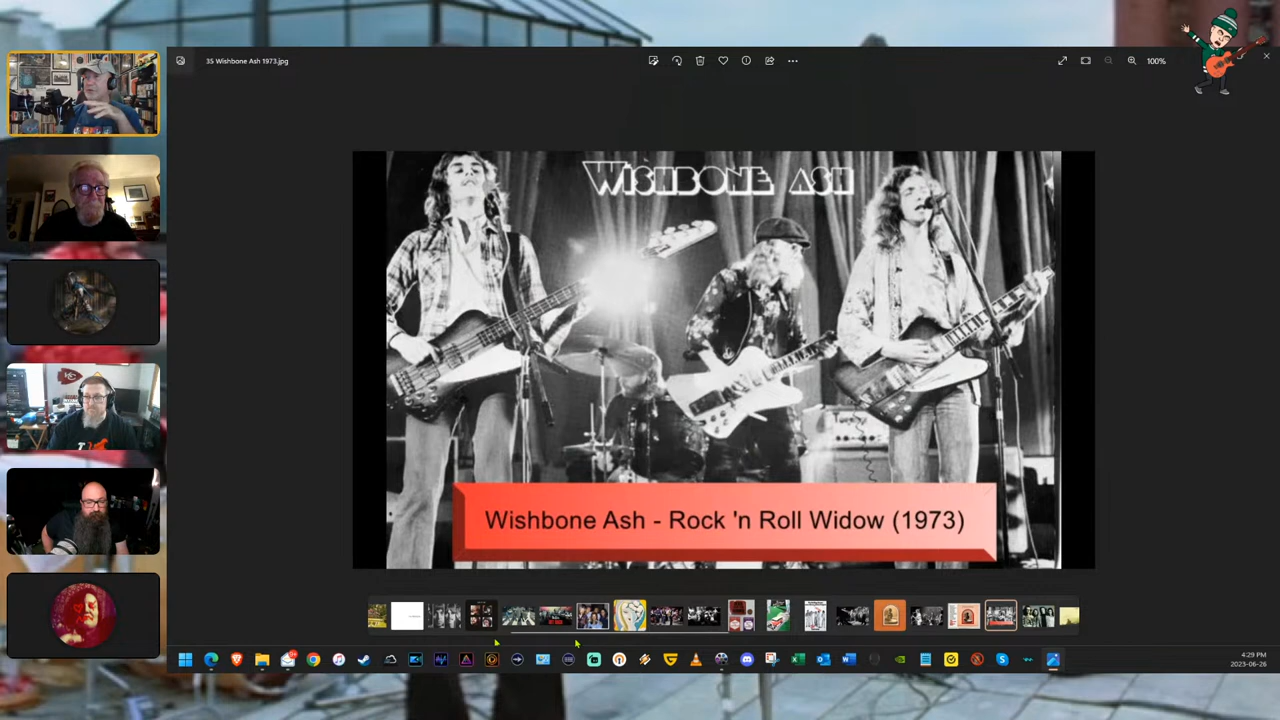 35 Wishbone Ash 1973.jpg
100%
WISHBONE ASH
Wishbone Ash - Rock 'n Roll Widow (1973)
4:29 PM
2023-06-26